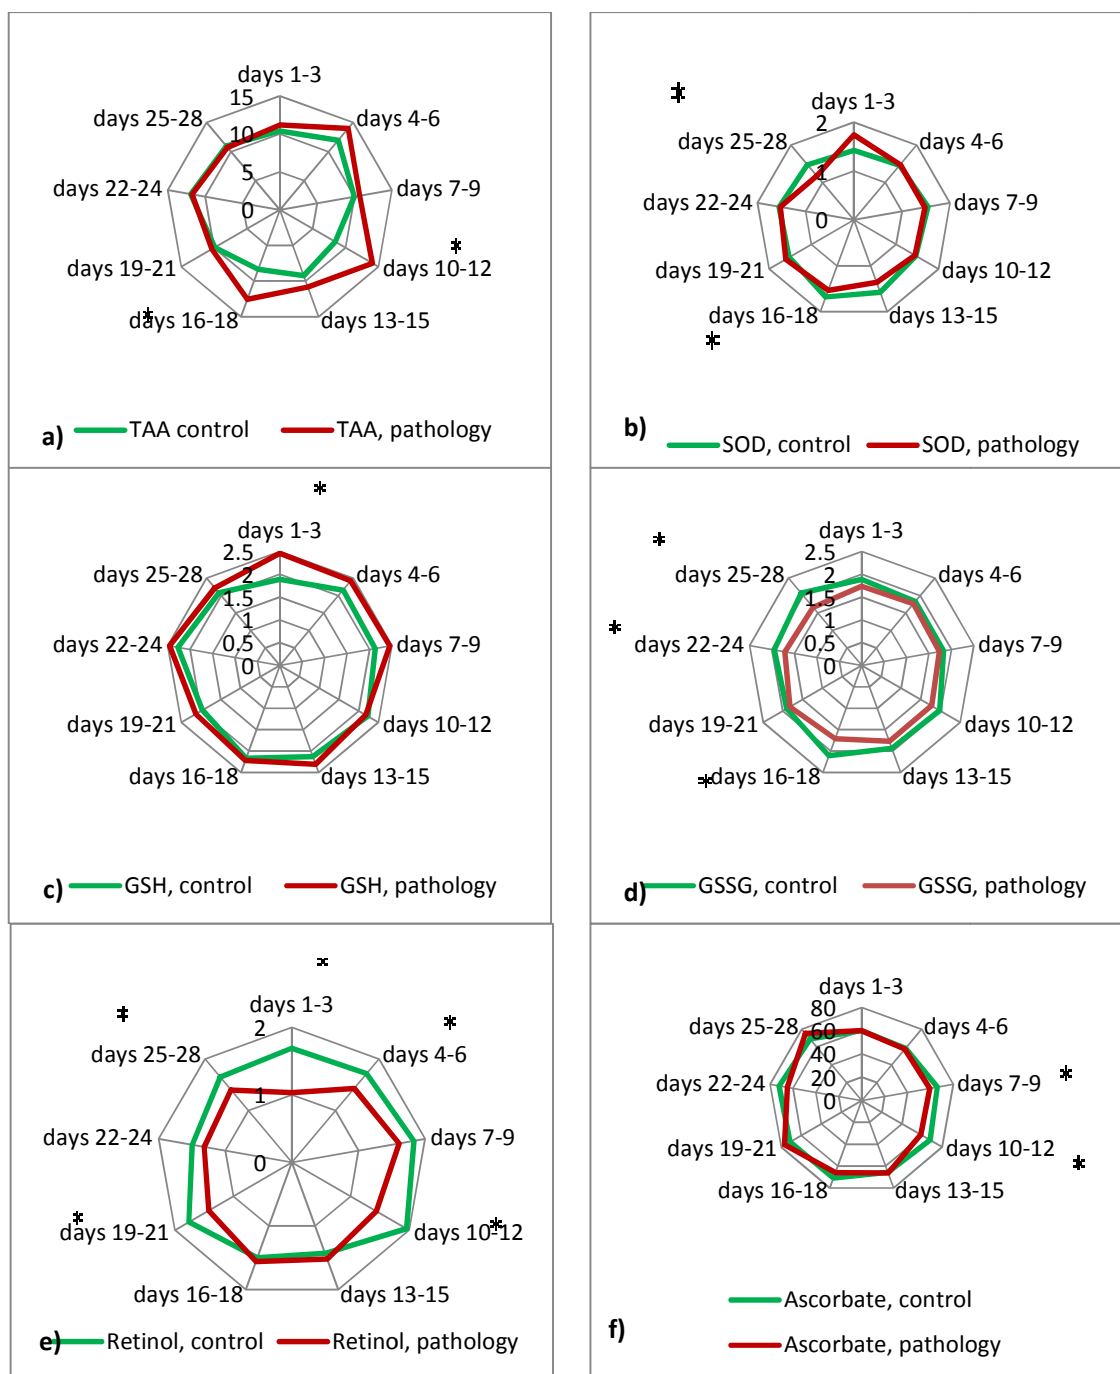 days 1-3
15
days 25-28
days 4-6
10
days 22-24
5
days 7-9
0
*
days 19-21
days 10-12
*
days 16-18
days 13-15
a)
TAA control
TAA, pathology
*
days 1-3
2
days 25-28
days 4-6
1
days 22-24
days 7-9
0
days 19-21
days 10-12
days 16-18
days 13-15
*
b)
SOD, control
SOD, pathology
*
days 1-3
2.5
days 25-28
days 4-6
2
1.5
1
days 22-24
days 7-9
0.5
0
days 19-21
days 10-12
days 16-18
days 13-15
c)
GSH, control
GSH, pathology
days 1-3
*
2.5
days 25-28
days 4-6
2
1.5
*
1
days 22-24
days 7-9
0.5
0
days 19-21
days 10-12
*
days 16-18
days 13-15
d)
GSSG, control
GSSG, pathology
*
days 1-3
*
*
2
days 25-28
days 4-6
1
days 22-24
days 7-9
0
*
days 19-21
days 10-12
*
days 16-18
days 13-15
e)
Retinol, control
Retinol, pathology
days 1-3
80
days 25-28
days 4-6
60
40
*
days 22-24
days 7-9
20
0
days 19-21
days 10-12
*
days 16-18
days 13-15
Ascorbate, control
f)
Ascorbate, pathology